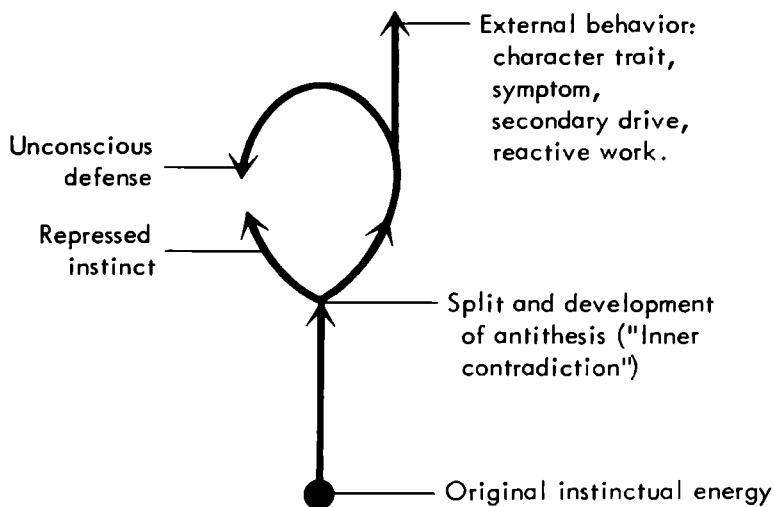 External behavior:
character trait,
symptom,
secondary drive,
reactive work.
Unconscious
defense
Repressed
instinct
Split and development
of antithesis ("Inner
contradiction")
Original instinctual energy